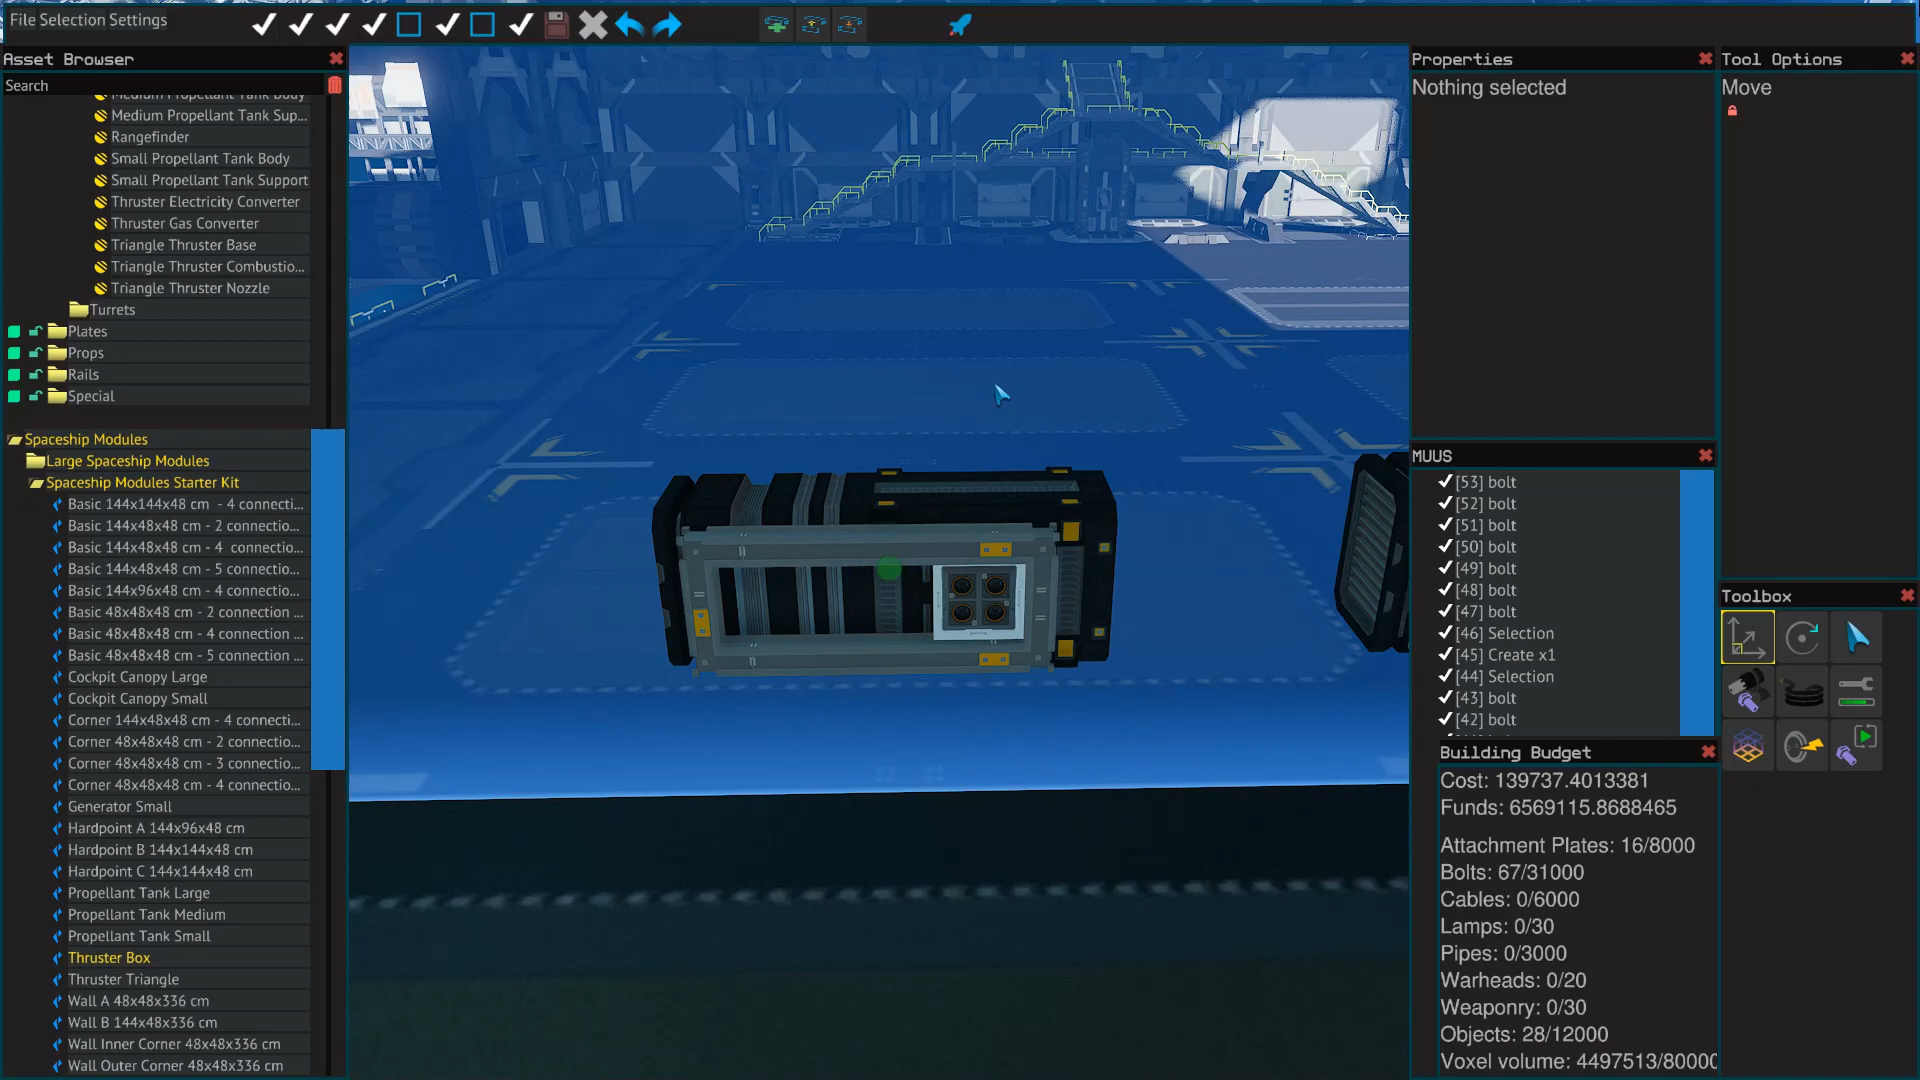 File Selection Settings
Asset Browser
Search
Medium Propellant Tank Body
Medium Propellant Tank Sup...
Rangefinder
Small Propellant Tank Body
Small Propellant Tank Support
Thruster Electricity Converter
Thruster Gas Converter
Triangle Thruster Base
Triangle Thruster Combustio...
Triangle Thruster Nozzle
Turrets
Plates
Props
Rails
Special
Spaceship Modules
Large Spaceship Modules
Spaceship Modules Starter Kit
Basic 144x144x48 cm - 4 connecti...
Basic 144x48x48 cm - 2 connectio...
Basic 144x48x48 cm - 4 connectio...
Basic 144x48x48 cm - 5 connectio...
Basic 144x96x48 cm - 4 connectio...
Basic 48x48x48 cm - 2 connection ...
Basic 48x48x48 cm - 4 connection ...
Basic 48x48x48 cm - 5 connection ...
Cockpit Canopy Large
Cockpit Canopy Small
Corner 144x48x48 cm - 4 connecti...
Corner 48x48x48 cm - 2 connectio...
Corner 48x48x48 cm - 3 connectio...
Corner 48x48x48 cm - 4 connectio...
Generator Small
Hardpoint A 144x96x48 cm
Hardpoint B 144x144x48 cm
Hardpoint C 144x144x48 cm
Propellant Tank Large
Propellant Tank Medium
Propellant Tank Small
Thruster Box
Thruster Triangle
Wall A 48x48x336 cm
Wall B 144x48x336 cm
Wall Inner Corner 48x48x336 cm
Wall Outer Corner 48x48x336 cm
Properties
Nothing selected
Tool Options
Move
MUUS
[53] bolt
[52] bolt
[51] bolt
[50] bolt
[49] bolt
[48] bolt
[47] bolt
[46] Selection
[45] Create x1
[44] Selection
[43] bolt
[42] bolt
Toolbox
Building Budget
Cost: 139737.4013381
Funds: 6569115.8688465
Attachment Plates: 16/8000
Bolts: 67/31000
Cables: 0/6000
Lamps: 0/30
Pipes: 0/3000
Warheads: 0/20
Weaponry: 0/30
Objects: 28/12000
Voxel volume: 4497513/80000